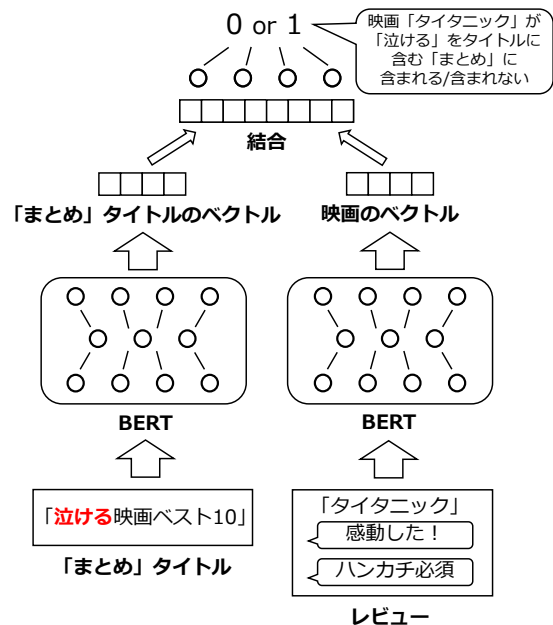 0 or 1
映画「タイタニック」が
「泣ける」をタイトルに
含む「まとめ」に
含まれる/含まれない
結合
「まとめ」タイトルのベクトル
映画のベクトル
BERT
BERT
「泣ける映画ベスト10」
「まとめ」タイトル
「タイタニック」
感動した！
ハンカチ必須
レビュー